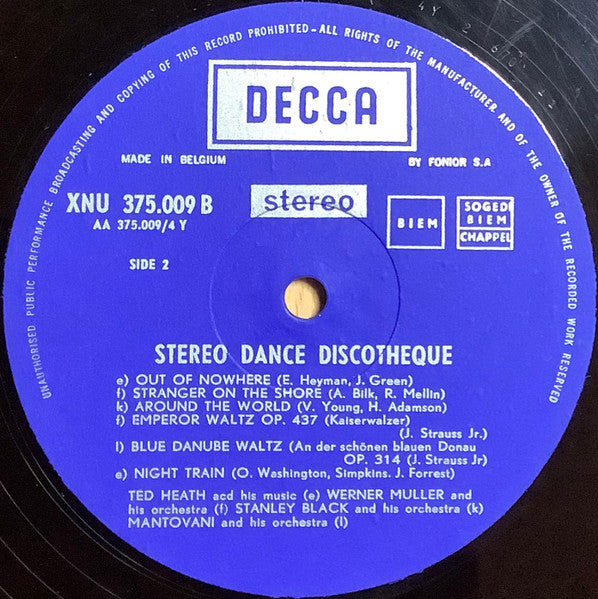 UNAUTHORISED PUBLIC PERFORMANCE BROADCASTING AND COPYING OF THIS RECORD PROHIBITED – ALL RIGHTS OF THE MANUFACTURER AND OF THE OWNER OF THE RECORDED WORK RESERVED
DECCA
MADE IN BELGIUM
BY FONIOR S.A
XNU 375.009 B
AA 375.009/4 Y
stereo
BIEM
SOGEDI
BIEM
CHAPPEL
SIDE 2
STEREO DANCE DISCOTHEQUE
e) OUT OF NOWHERE (E. Heyman, J. Green)
f) STRANGER ON THE SHORE (A. Bilk, R. Mellin)
k) AROUND THE WORLD (V. Young, H. Adamson)
f) EMPEROR WALTZ OP. 437 (Kaiserwalzer)
(J. Strauss Jr.)
l) BLUE DANUBE WALTZ (An der schönen blauen Donau
OP. 314 (J. Strauss Jr)
e) NIGHT TRAIN (O. Washington, Simpkins. J. Forrest)
TED HEATH acd his music (e) WERNER MULLER and
his orchestra (f) STANLEY BLACK and his orchestra (k)
MANTOVANI and his orchestra (l)